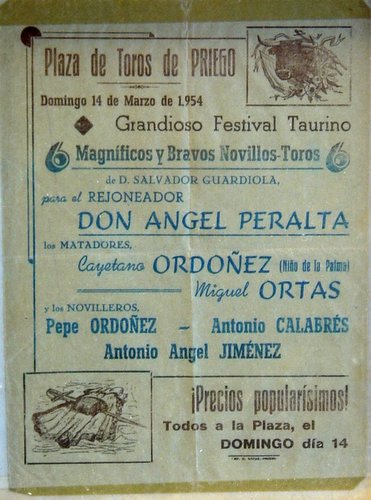 Plaza de Toros de PRIEGO
Domingo 14 de Marzo de 1.954
Grandioso Festival Taurino
6 Magníficos y Bravos Novillos-Toros 6
de D. SALVADOR GUARDIOLA,
para el REJONEADOR
DON ANGEL PERALTA
los MATADORES,
Cayetano ORDOÑEZ (Niño de la Palma)
Miguel ORTAS
y los NOVILLEROS,
Pepe ORDOÑEZ - Antonio CALABRÉS
Antonio Angel JIMÉNEZ
¡Precios popularísimos!
Todos a la Plaza, el
DOMINGO día 14